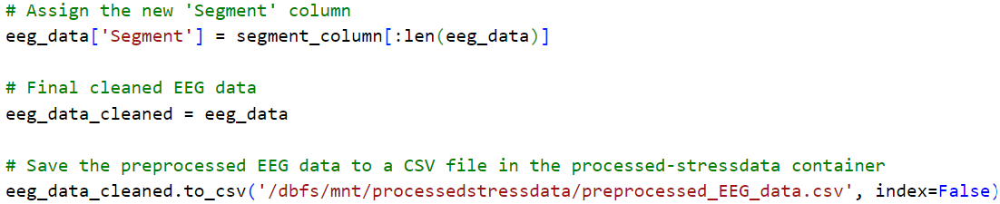 # Assign the new 'Segment' column
eeg_data['Segment'] = segment_column[:len(eeg_data)]
# Final cleaned EEG data
eeg_data_cleaned = eeg_data
# Save the preprocessed EEG data to a CSV file in the processed-stressdata container
eeg_data_cleaned.to_csv('/dbfs/mnt/processedstressdata/preprocessed_EEG_data.csv', index=False)